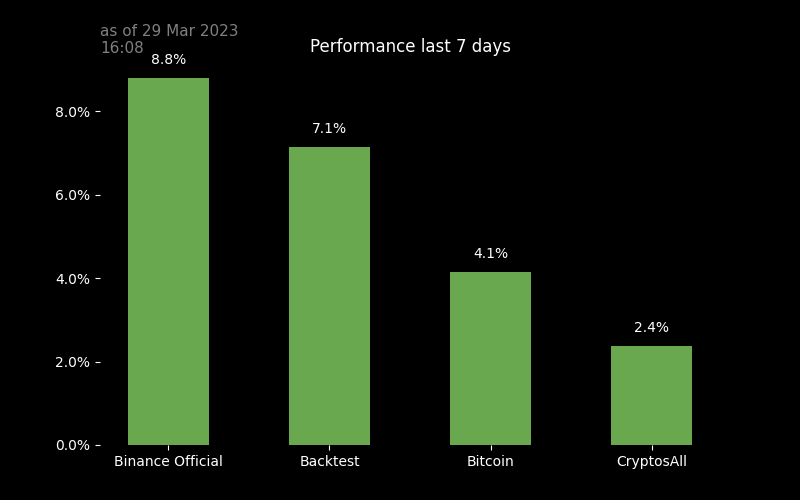 as of 29 Mar 2023
16:08
Performance last 7 days
8.8%
7.1%
4.1%
2.4%
8.0%
6.0%
4.0%
2.0%
0.0%
Binance Official
Backtest
Bitcoin
CryptosAll